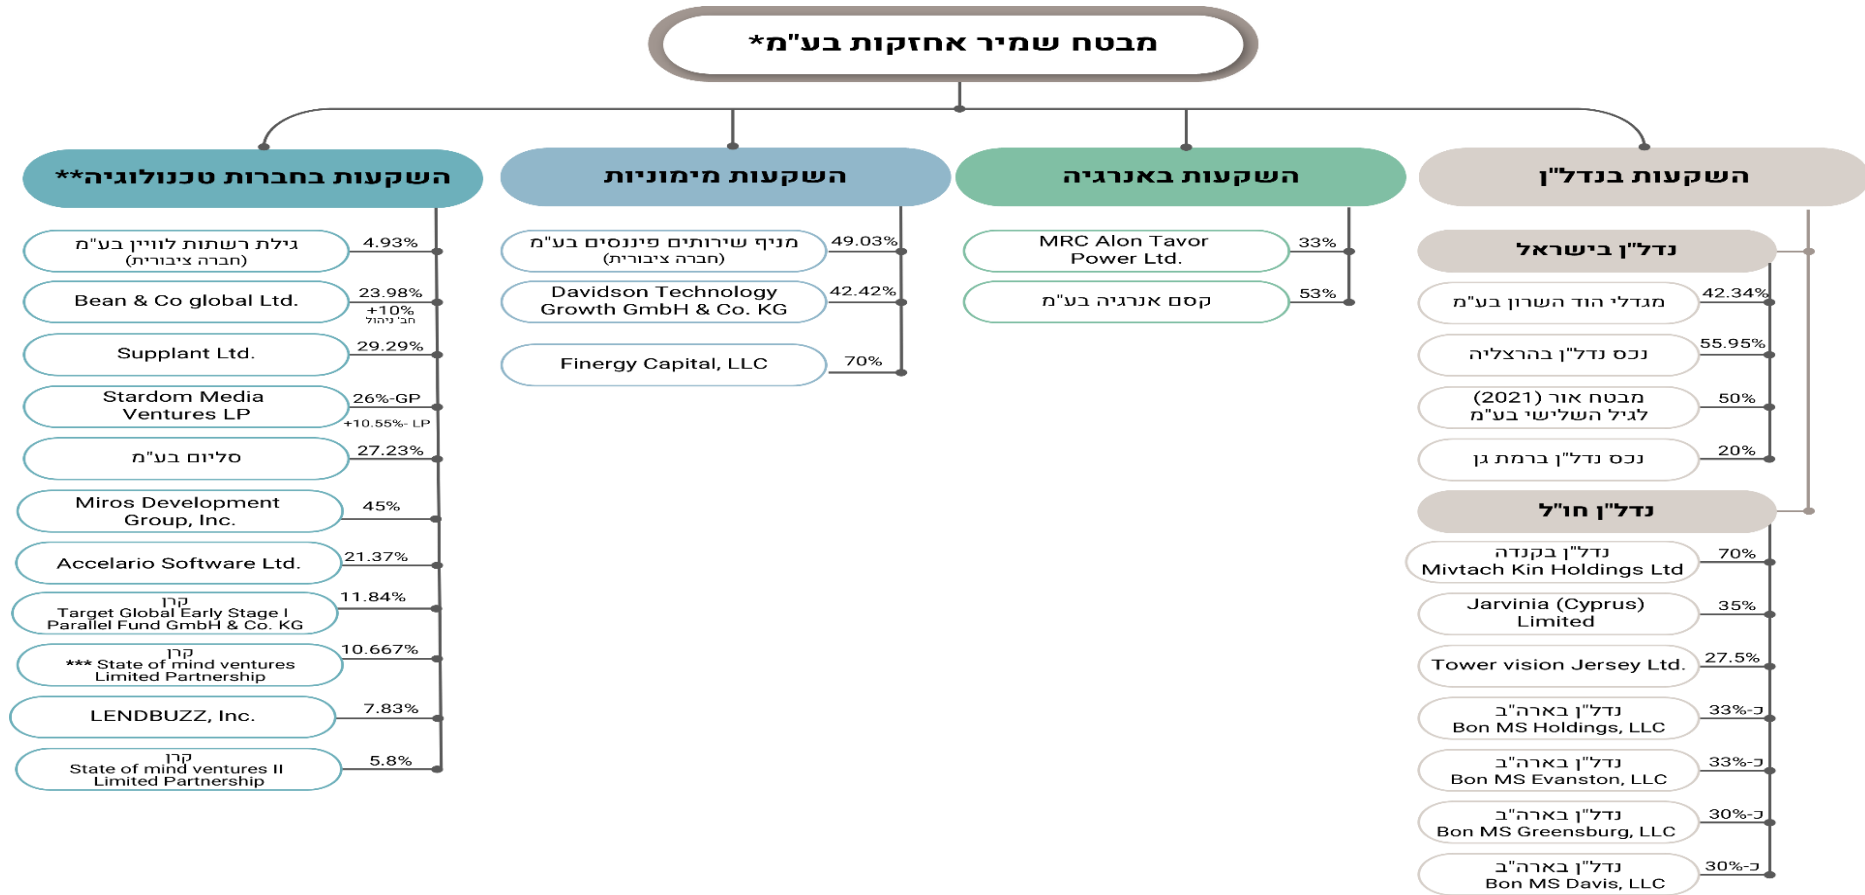 מבטח שמיר אחזקות בע"מ*
השקעות בנדל"ן
נדל"ן בישראל
מגדלי הוד השרון בע"מ
42.34%
נכס נדל"ן בהרצליה
55.95%
מבטח אור (2021)
לגיל השלישי בע"מ
50%
נכס נדל"ן ברמת גן
20%
נדל"ן חו"ל
נדל"ן בקנדה
Mivtach Kin Holdings Ltd
70%
Jarvinia (Cyprus)
Limited
35%
Tower vision Jersey Ltd.
27.5%
נדל"ן בארה"ב
Bon MS Holdings, LLC
כ-33%
נדל"ן בארה"ב
Bon MS Evanston, LLC
כ-33%
נדל"ן בארה"ב
Bon MS Greensburg, LLC
כ-30%
נדל"ן בארה"ב
Bon MS Davis, LLC
כ-30%
השקעות באנרגיה
MRC Alon Tavor
Power Ltd.
33%
קסם אנרגיה בע"מ
53%
השקעות מימוניות
מניף שירותים פיננסים בע"מ
(חברה ציבורית)
49.03%
Davidson Technology
Growth GmbH & Co. KG
42.42%
Finergy Capital, LLC
70%
השקעות בחברות טכנולוגיה**
גילת רשתות לוויין בע"מ
(חברה ציבורית)
4.93%
Bean & Co global Ltd.
23.98%
+10%
חב' ניהול
Supplant Ltd.
29.29%
Stardom Media
Ventures LP
26%-GP
+10.55%- LP
סליום בע"מ
27.23%
Miros Development
Group, Inc.
45%
Accelario Software Ltd.
21.37%
קרן
Target Global Early Stage I
Parallel Fund GmbH & Co. KG
11.84%
קרן
*** State of mind ventures
Limited Partnership
10.667%
LENDBUZZ, Inc.
7.83%
קרן
State of mind ventures II
Limited Partnership
5.8%